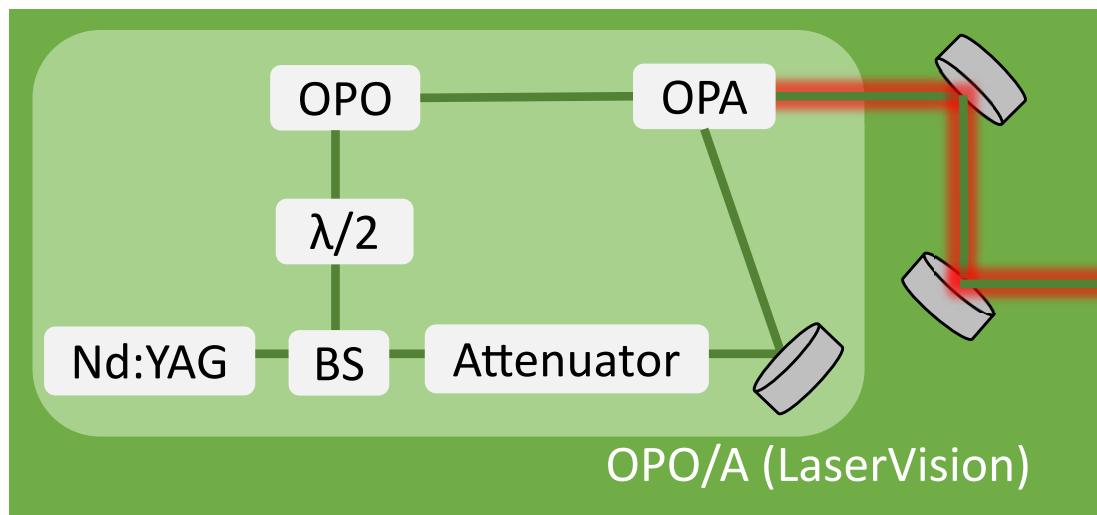 OPO
OPA
λ/2
Nd:YAG
BS
Attenuator
OPO/A (LaserVision)